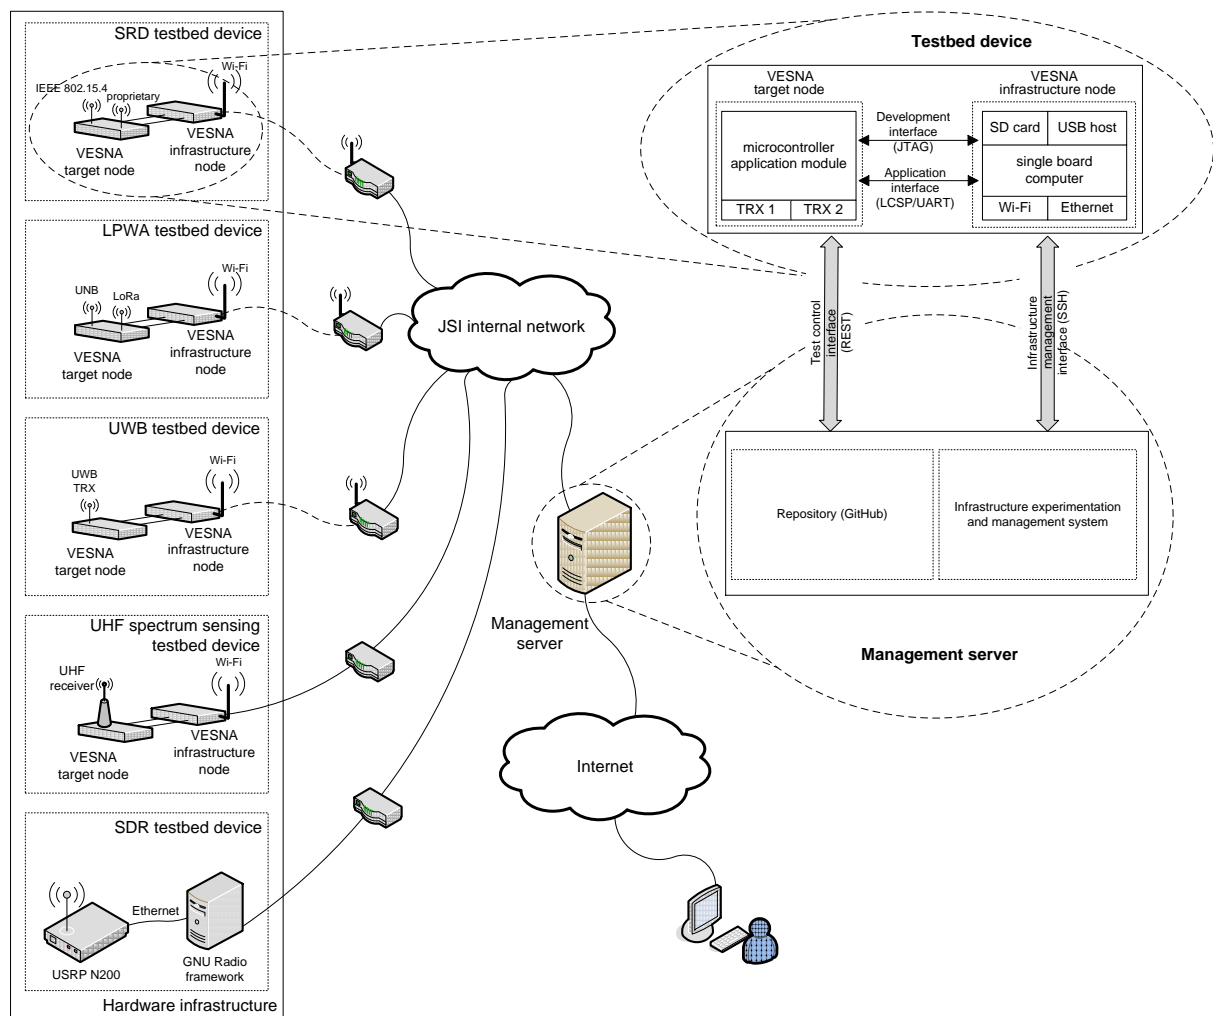 SRD testbed device
Wi-Fi
IEEE 802.15.4
proprietary
VESNA
infrastructure
node
VESNA
target node
LPWA testbed device
Wi-Fi
UNB
LoRa
VESNA
infrastructure
node
VESNA
target node
UWB testbed device
Wi-Fi
UWB
TRX
VESNA
infrastructure
node
VESNA
target node
UHF spectrum sensing
testbed device
Wi-Fi
UHF
receiver
VESNA
infrastructure
node
VESNA
target node
SDR testbed device
Ethernet
USRP N200
GNU Radio
framework
Hardware infrastructure
JSI internal network
Management
server
Internet
Testbed device
VESNA
target node
VESNA
infrastructure node
microcontroller
application module
TRX 1
TRX 2
Development
interface
(JTAG)
Application
interface
(LCSP/UART)
SD card
USB host
single board
computer
Wi-Fi
Ethernet
Test control
interface
(REST)
Infrastructure
management
interface (SSH)
Repository (GitHub)
Infrastructure experimentation
and management system
Management server